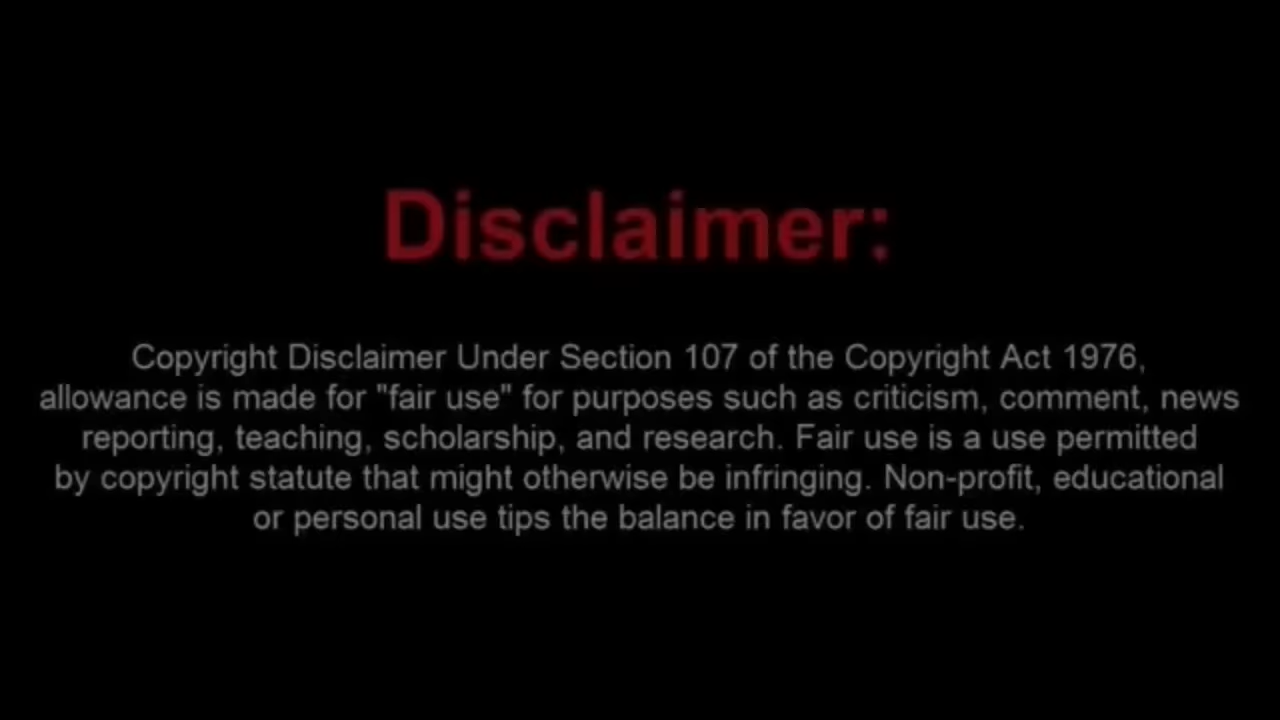 Disclaimer:
Copyright Disclaimer Under Section 107 of the Copyright Act 1976,
allowance is made for "fair use" for purposes such as criticism, comment, news
reporting, teaching, scholarship, and research. Fair use is a use permitted
by copyright statute that might otherwise be infringing. Non-profit, educational
or personal use tips the balance in favor of fair use.